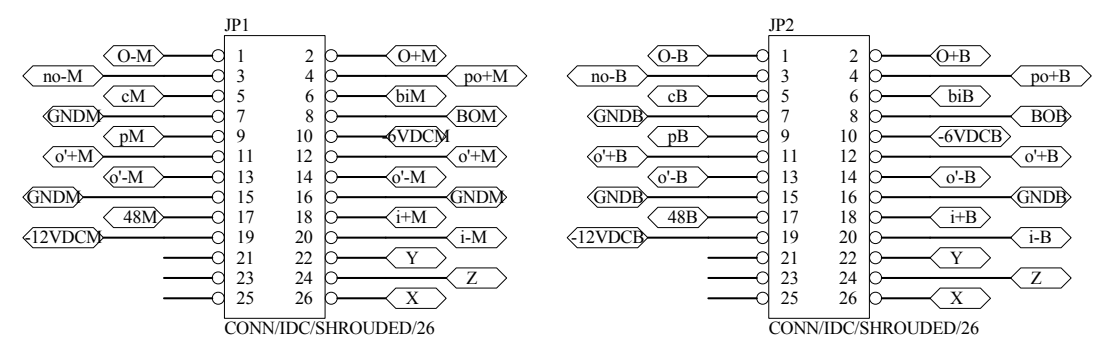 JP1
O-M 1 2 O+M
no-M 3 4 po+M
cM 5 6 biM
GNDM 7 8 BOM
pM 9 10 -6VDCM
o'+M 11 12 o'+M
o'-M 13 14 o'-M
GNDM 15 16 GNDM
48M 17 18 i+M
-12VDCM 19 20 i-M
21 22 Y
23 24 Z
25 26 X
CONN/IDC/SHROUDED/26
JP2
O-B 1 2 O+B
no-B 3 4 po+B
cB 5 6 biB
GNDB 7 8 BOB
pB 9 10 -6VDCB
o'+B 11 12 o'+B
o'-B 13 14 o'-B
GNDB 15 16 GNDB
48B 17 18 i+B
-12VDCB 19 20 i-B
21 22 Y
23 24 Z
25 26 X
CONN/IDC/SHROUDED/26